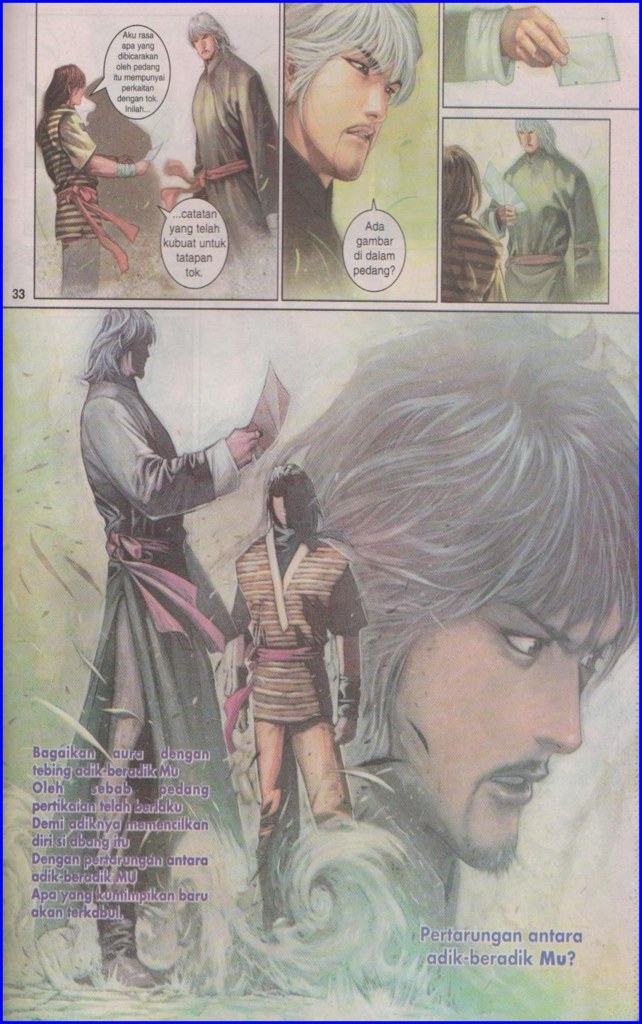 Aku rasa
apa yang
dibicarakan
oleh pedang
itu mempunyai
perkaitan
dengan tok.
Inilah...
...catatan
yang telah
kubuat untuk
tatapan
tok.
Ada
gambar
di dalam
pedang?
33
Bagaikan aura dengan
tebing adik-beradik Mu
Oleh sebab pedang
pertikaian telah berlaku
Demi adiknya memencilkan
diri si abang itu
Dengan pertarungan antara
adik-beradik MU
Apa yang kumimpikan baru
akan terkabul.
Pertarungan antara
adik-beradik Mu?